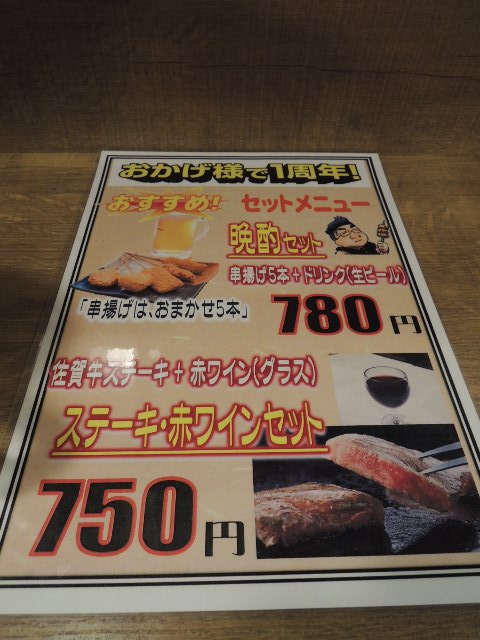 おかげ様で1周年!
おすすめ! セットメニュー
晩酌セット
串揚げ5本+ドリンク(生ビール)
「串揚げは、おまかせ5本」
780円
佐賀牛ステーキ+赤ワイン(グラス)
ステーキ・赤ワインセット
750円